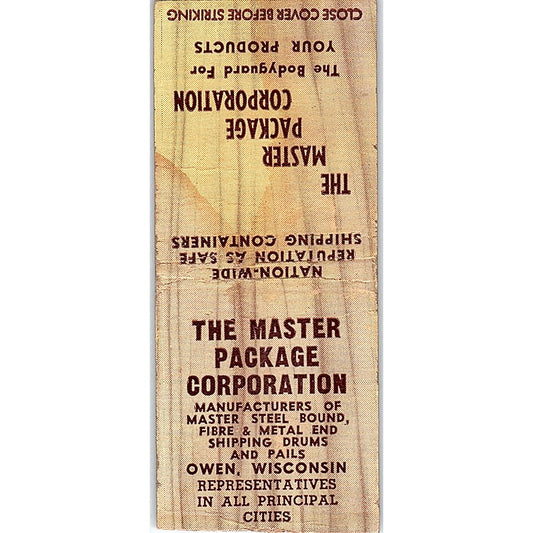 CLOSE COVER BEFORE STRIKING
THE
MASTER
PACKAGE
CORPORATION
The Bodyguard For
YOUR PRODUCTS
NATION-WIDE
REPUTATION AS SAFE
SHIPPING CONTAINERS
THE MASTER
PACKAGE
CORPORATION
MANUFACTURERS OF
MASTER STEEL BOUND,
FIBRE & METAL END
SHIPPING DRUMS
AND PAILS
OWEN, WISCONSIN
REPRESENTATIVES
IN ALL PRINCIPAL
CITIES